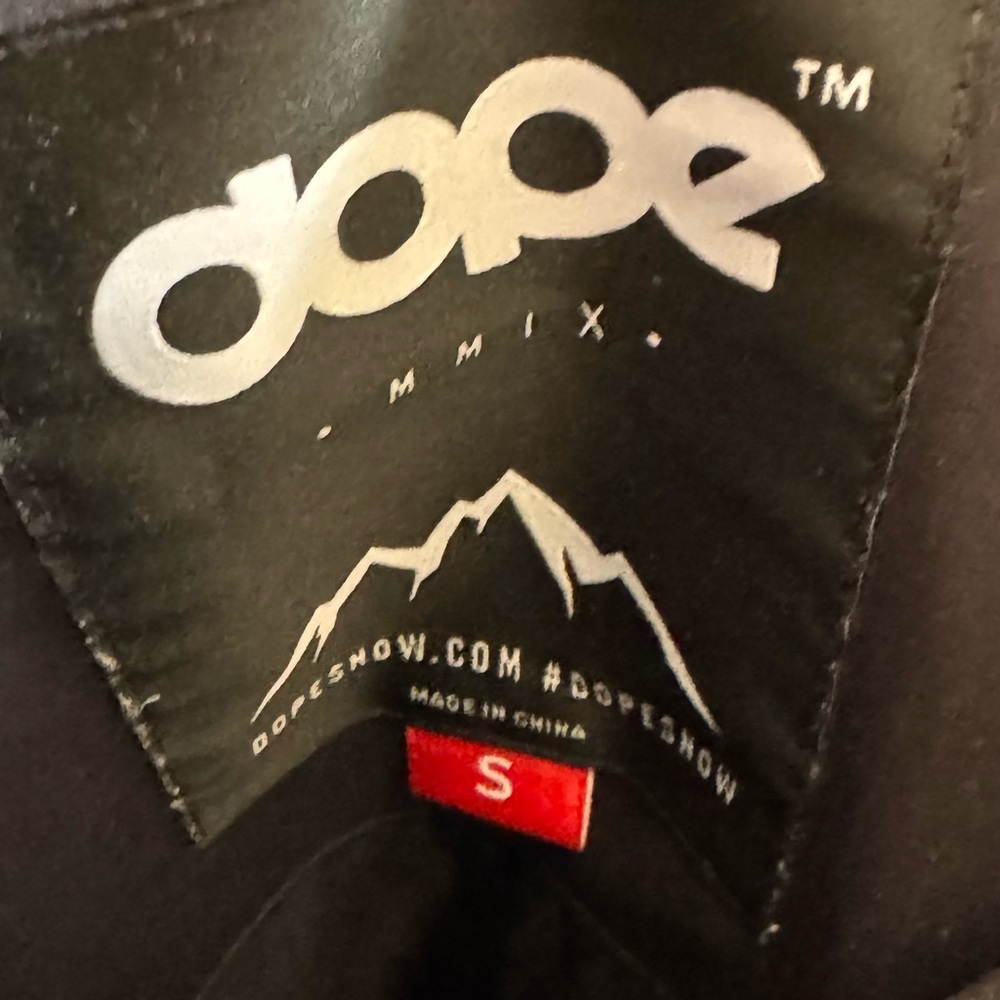 dope™
· M M I X ·
DOPESNOW.COM #DOPESNOW
MADE IN CHINA
S